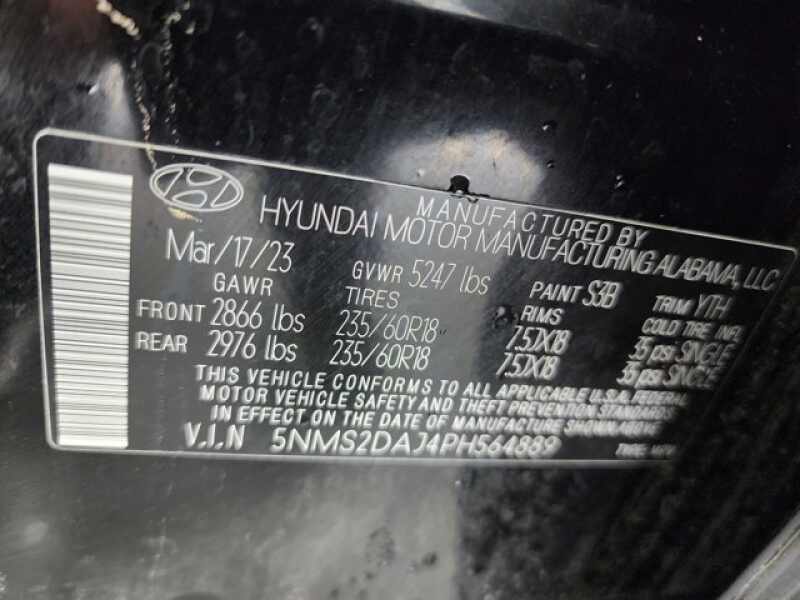 MANUFACTURED BY
HYUNDAI MOTOR MANUFACTURING ALABAMA, LLC
Mar/17/23 GVWR 5247 lbs PAINT S3B TRIM YTH
GAWR TIRES RIMS COLD TIRE INFL
FRONT 2866 lbs 235/60R18 7.5JX18 35 psi SINGLE
REAR 2976 lbs 235/60R18 7.5JX18 35 psi SINGLE
THIS VEHICLE CONFORMS TO ALL APPLICABLE U.S.A. FEDERAL
MOTOR VEHICLE SAFETY AND THEFT PREVENTION STANDARDS
IN EFFECT ON THE DATE OF MANUFACTURE SHOWN
V.I.N 5NMS2DAJ4PH564889 TYPE